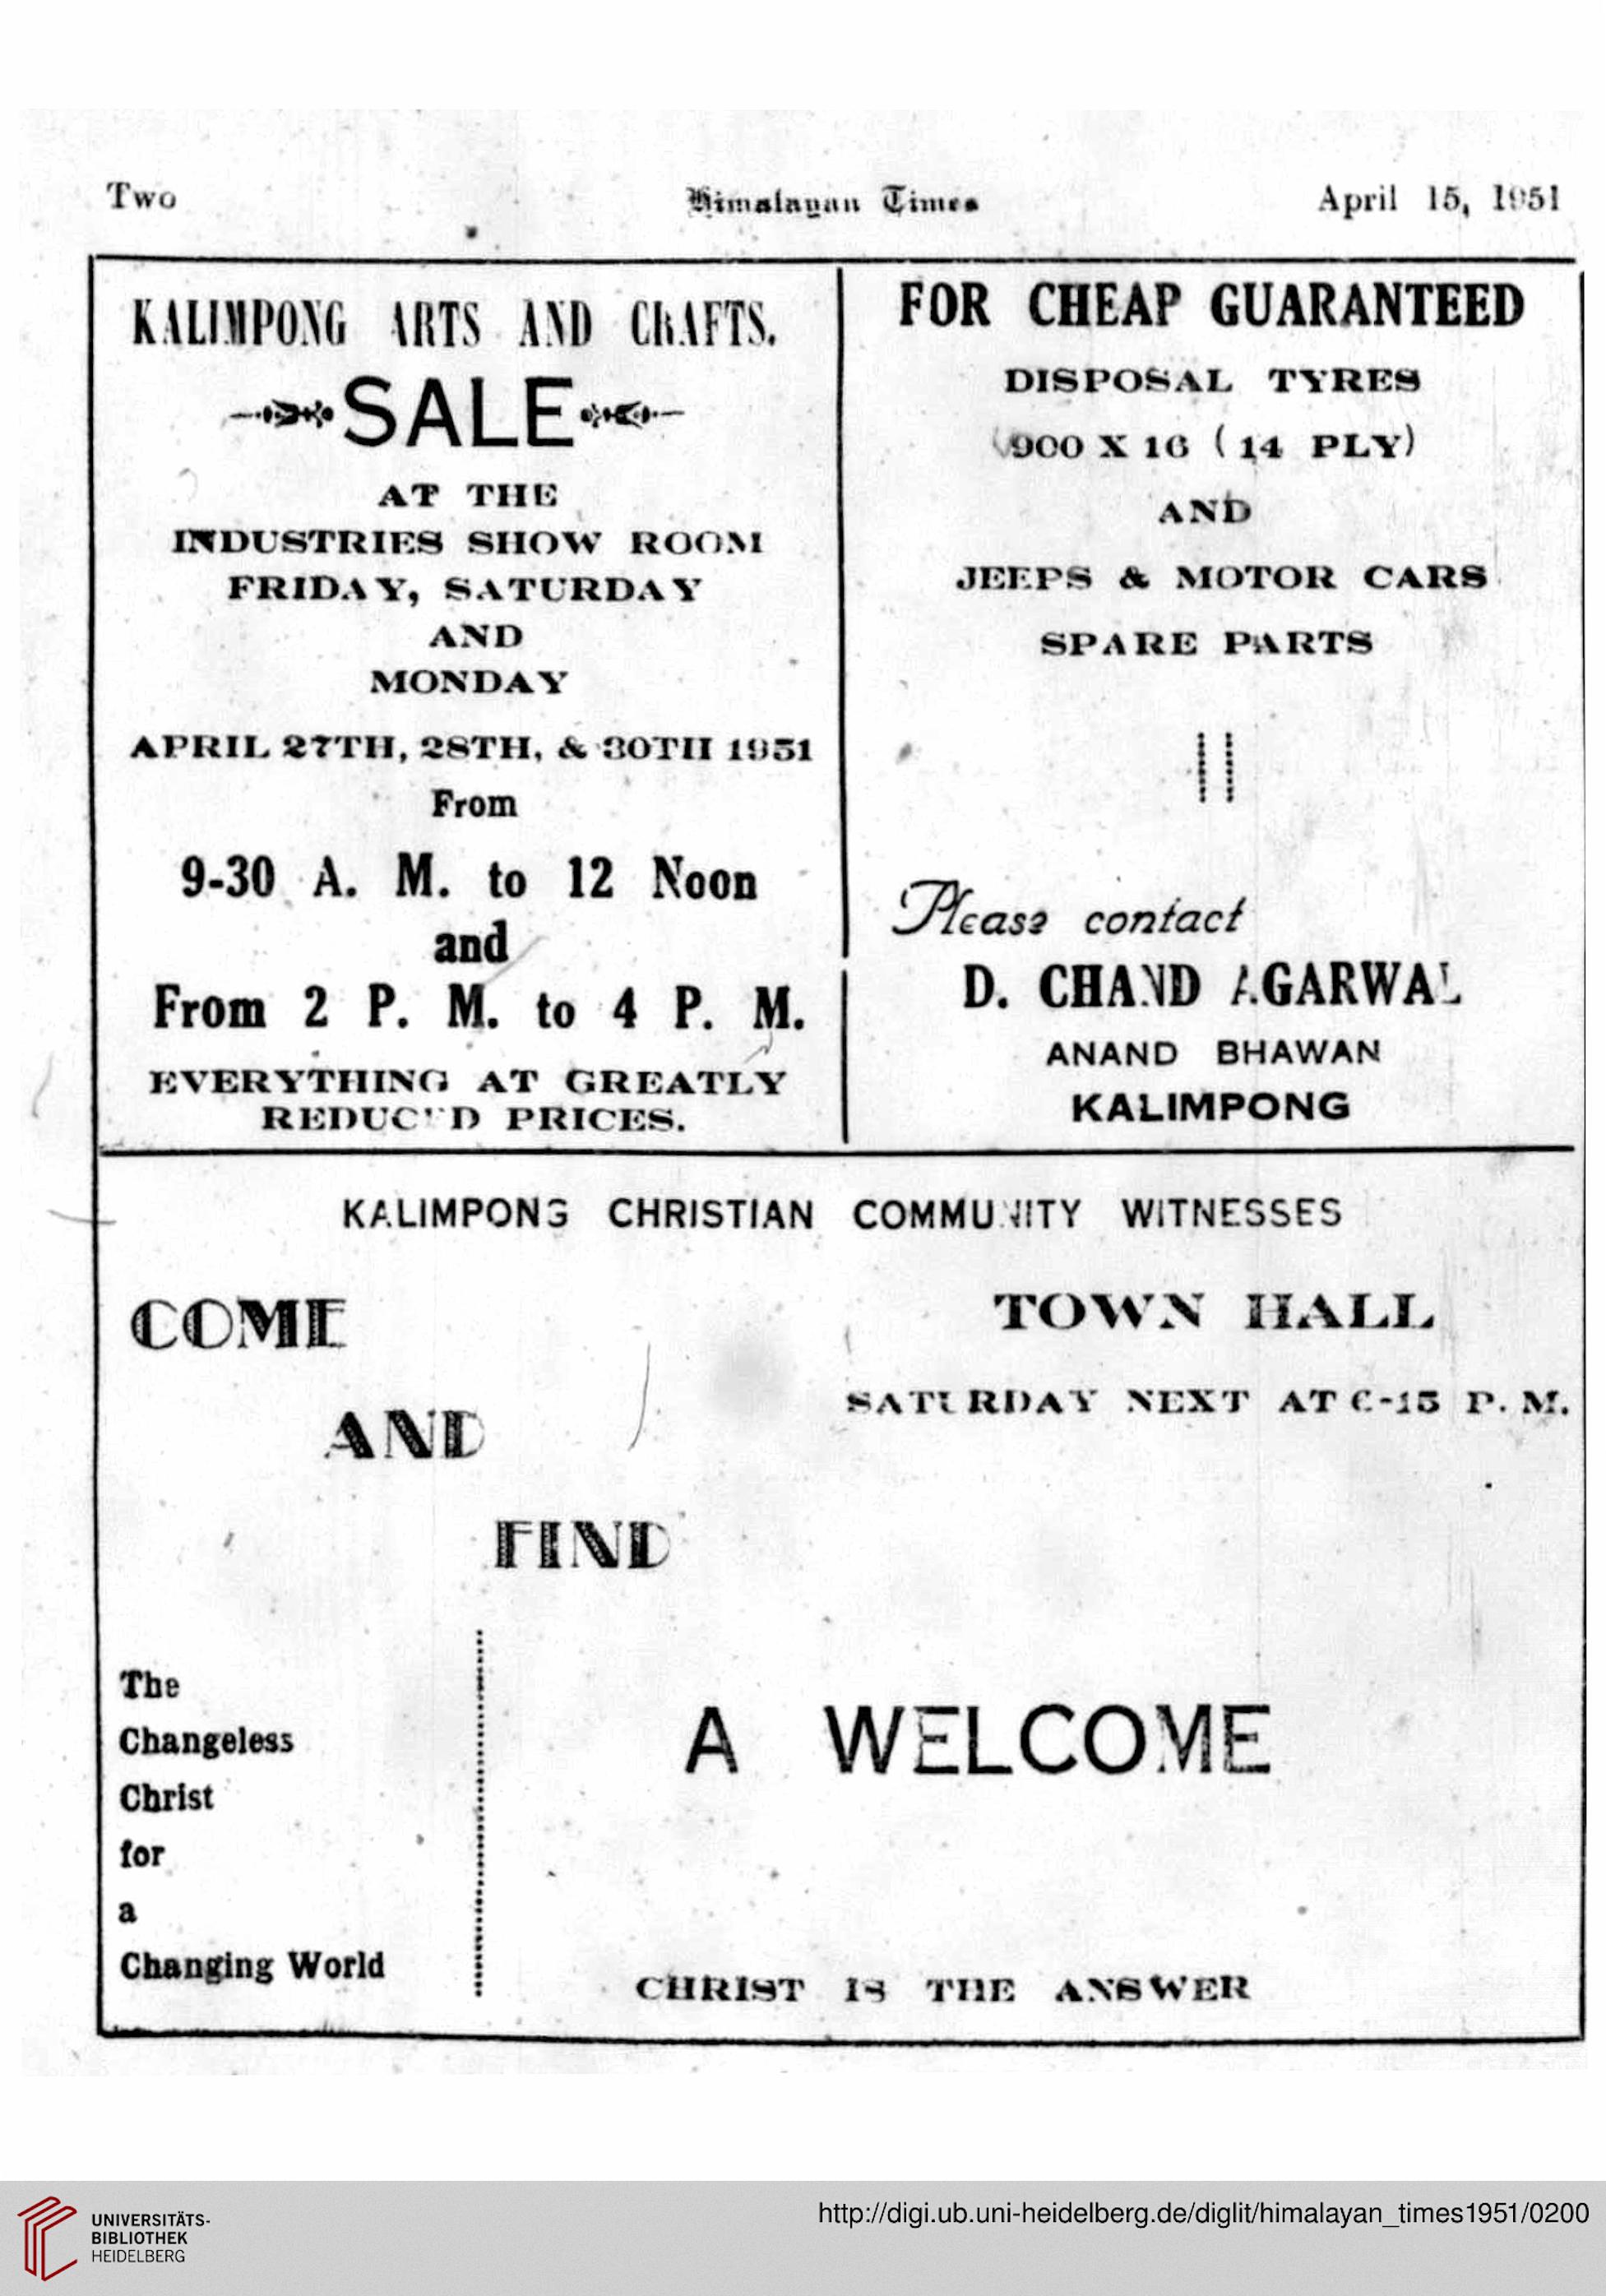 Two
Himalayan Times
April 15, 1951
KALIMPONG ARTS AND CRAFTS.
SALE
AT THE
INDUSTRIES SHOW ROOM
FRIDAY, SATURDAY
AND
MONDAY
APRIL 27TH, 28TH, & 30TH 1951
From
9-30 A. M. to 12 Noon
and
From 2 P. M. to 4 P. M.
EVERYTHING AT GREATLY
REDUCED PRICES.
FOR CHEAP GUARANTEED
DISPOSAL TYRES
900 X 16 (14 PLY)
AND
JEEPS & MOTOR CARS
SPARE PARTS
Please contact
D. CHAND AGARWAL
ANAND BHAWAN
KALIMPONG
KALIMPONG CHRISTIAN COMMUNITY WITNESSES
COME
AND
FIND
TOWN HALL
SATURDAY NEXT AT 6-15 P. M.
The
Changeless
Christ
for
a
Changing World
A WELCOME
CHRIST IS THE ANSWER
UNIVERSITÄTS-
BIBLIOTHEK
HEIDELBERG
http://digi.ub.uni-heidelberg.de/diglit/himalayan_times1951/0200